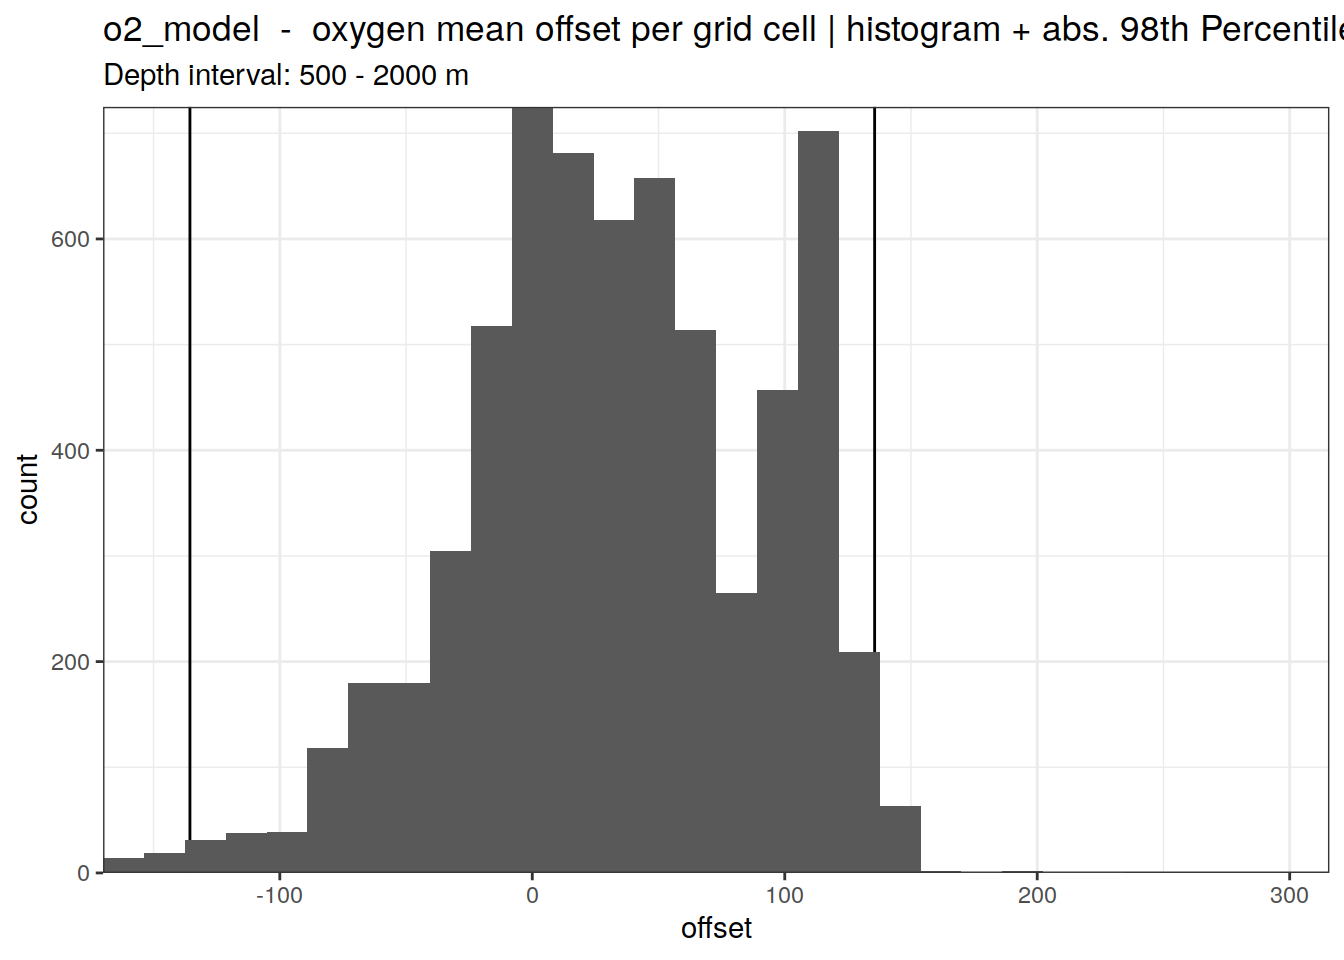 o2_model  -  oxygen mean offset per grid cell | histogram + abs. 98th Percentile
Depth interval: 500 - 2000 m
600
400
200
0
count
-100
0
100
200
300
offset